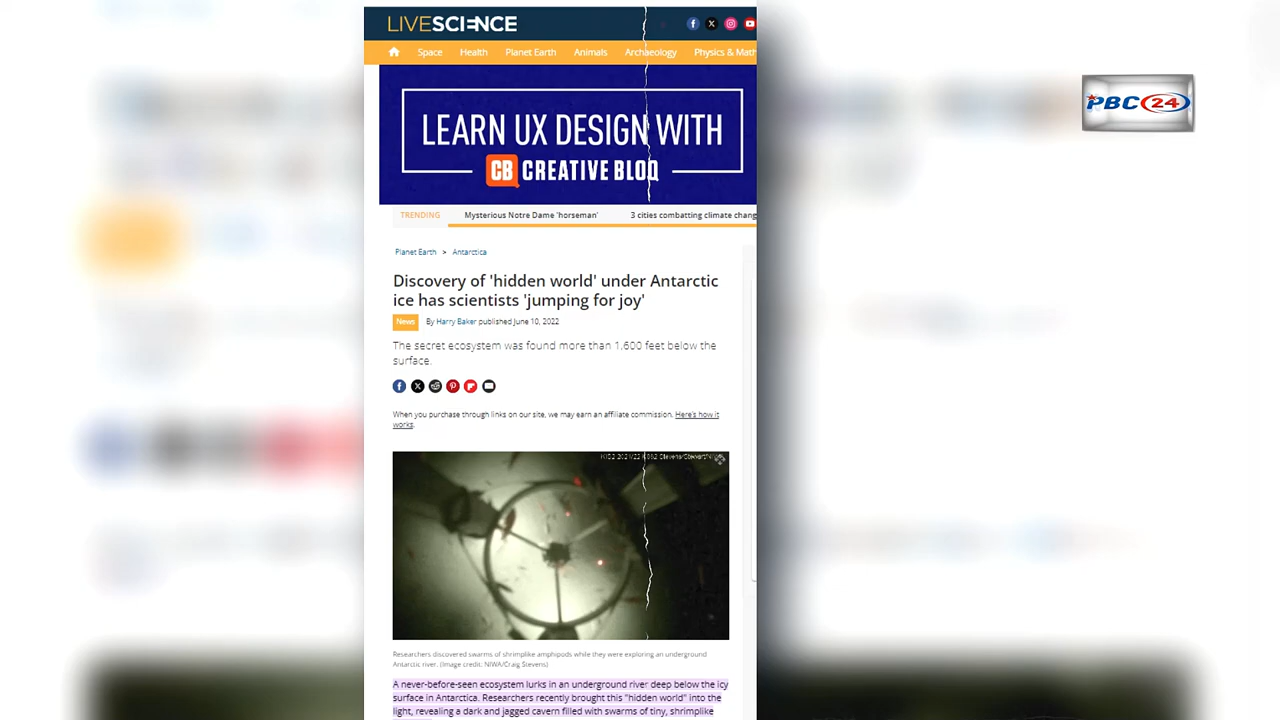 LIVESCIENCE
Space Health Planet Earth Animals Archaeology Physics & Math
PBC 24
LEARN UX DESIGN WITH
CB CREATIVE BLOQ
TRENDING Mysterious Notre Dame 'horseman' 3 cities combatting climate chang
Planet Earth > Antarctica
Discovery of 'hidden world' under Antarctic
ice has scientists 'jumping for joy'
News By Harry Baker published June 10, 2022
The secret ecosystem was found more than 1,600 feet below the
surface.
When you purchase through links on our site, we may earn an affiliate commission. Here's how it
works.
Researchers discovered swarms of shrimplike amphipods while they were exploring an underground
Antarctic river. (Image credit: NIWA/Craig Stevens)
A never-before-seen ecosystem lurks in an underground river deep below the icy
surface in Antarctica. Researchers recently brought this "hidden world" into the
light, revealing a dark and jagged cavern filled with swarms of tiny, shrimplike